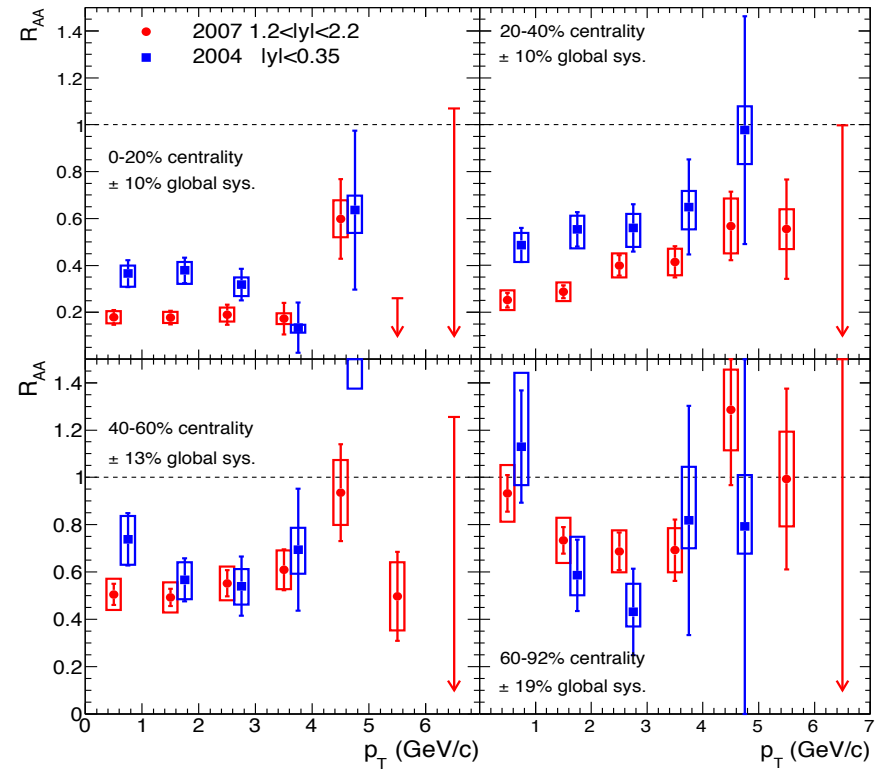 R_AA
1.4
1.2
1
0.8
0.6
0.4
0.2
2007 1.2<|y|<2.2
2004 |y|<0.35
0-20% centrality
± 10% global sys.
20-40% centrality
± 10% global sys.
R_AA
1.4
1.2
1
0.8
0.6
0.4
0.2
0
40-60% centrality
± 13% global sys.
60-92% centrality
± 19% global sys.
0 1 2 3 4 5 6
1 2 3 4 5 6 7
p_T (GeV/c)
p_T (GeV/c)